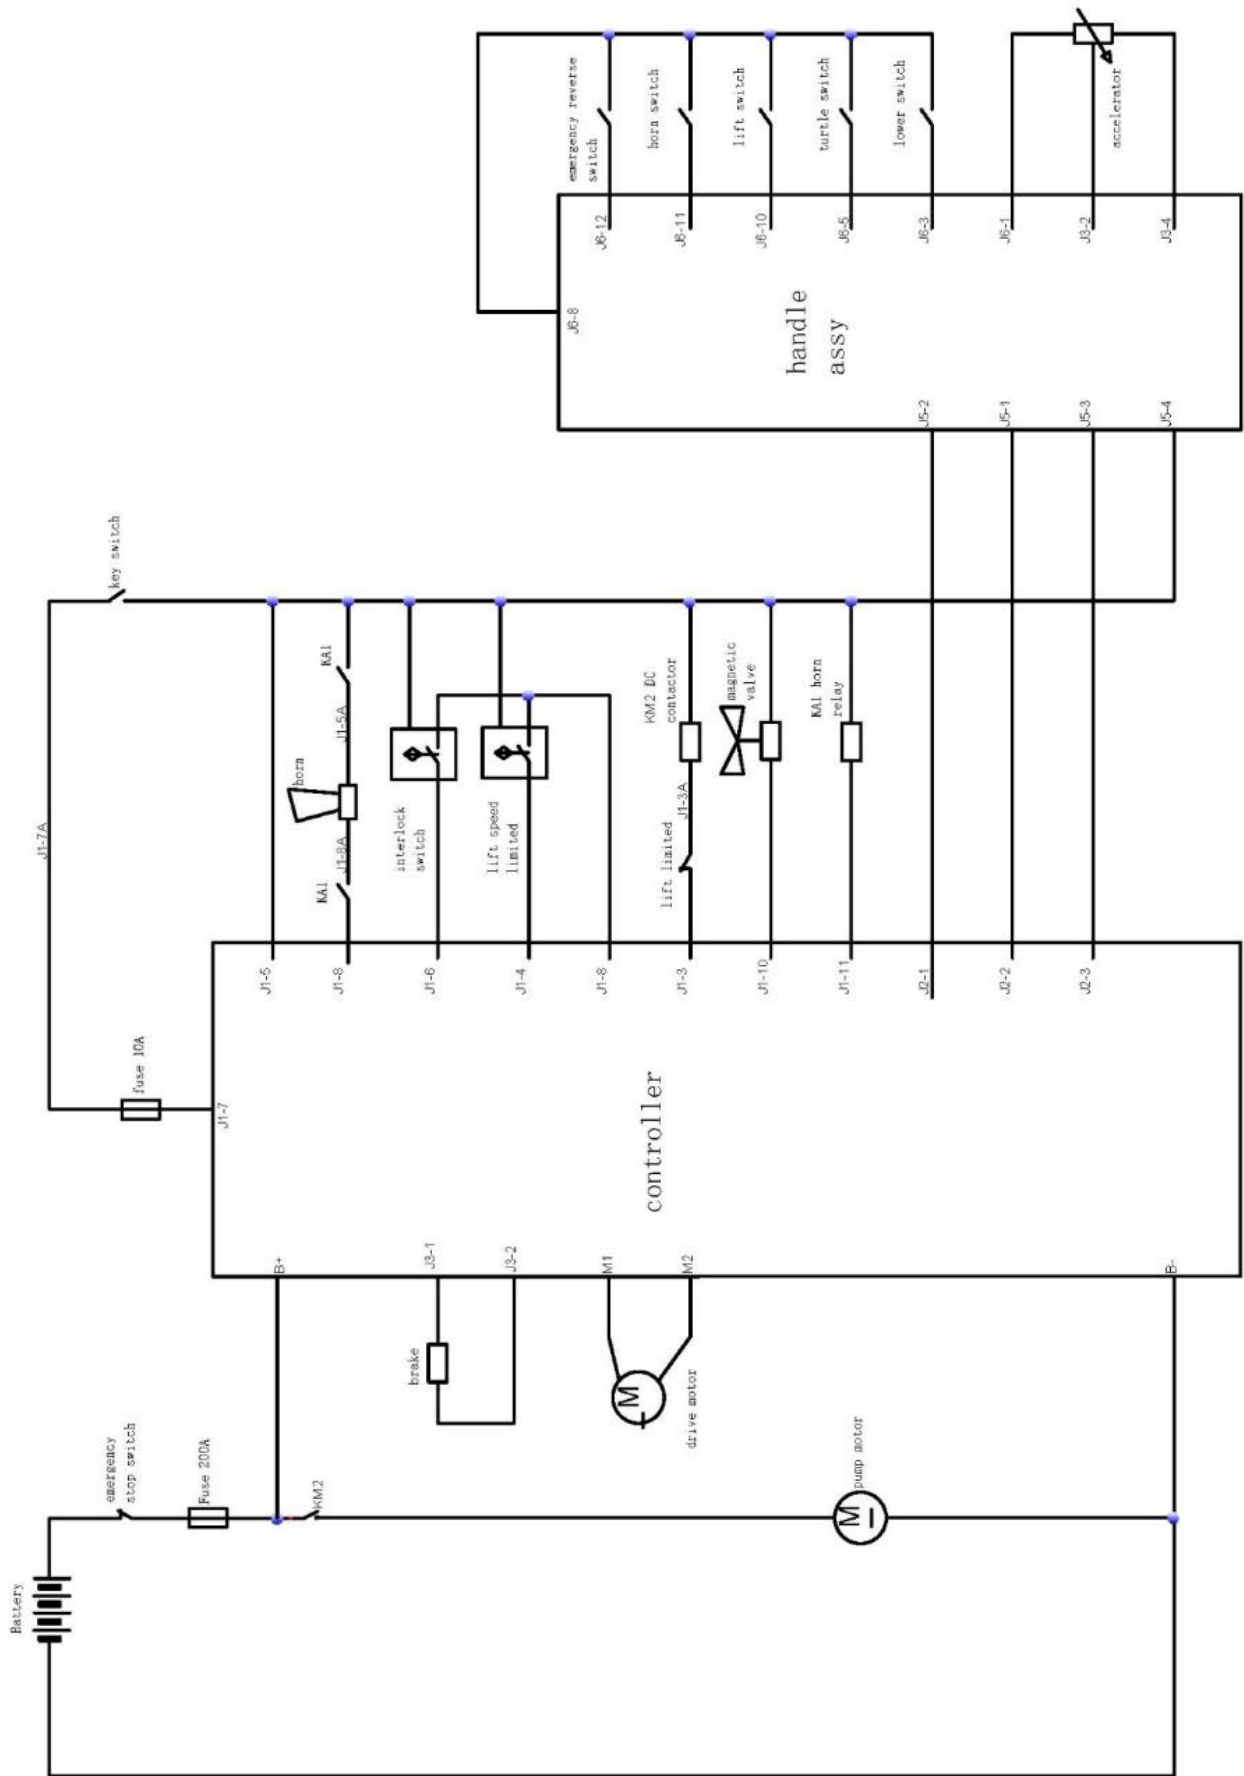 emergency reverse
switch
horn switch
lift switch
turtle switch
lower switch
accelerator
J6-12
J6-11
J6-10
J6-5
J6-3
J6-1
J3-2
J3-4
J6-8
handle
assy
J5-2
J5-1
J5-3
J5-4
key switch
J1-7A
KA1
J1-5A
horn
J1-8A
KA1
interlock
switch
lift speed
limited
KM2 DC
contactor
J1-3A
lift limited
magnetic
valve
KA1 horn
relay
fuse 10A
J1-7
J1-5
J1-8
J1-6
J1-4
J1-8
J1-3
J1-10
J1-11
J2-1
J2-2
J2-3
controller
B+
J3-1
J3-2
M1
M2
B-
brake
M
drive motor
emergency
stop switch
Fuse 200A
KM2
M
pump motor
Battery